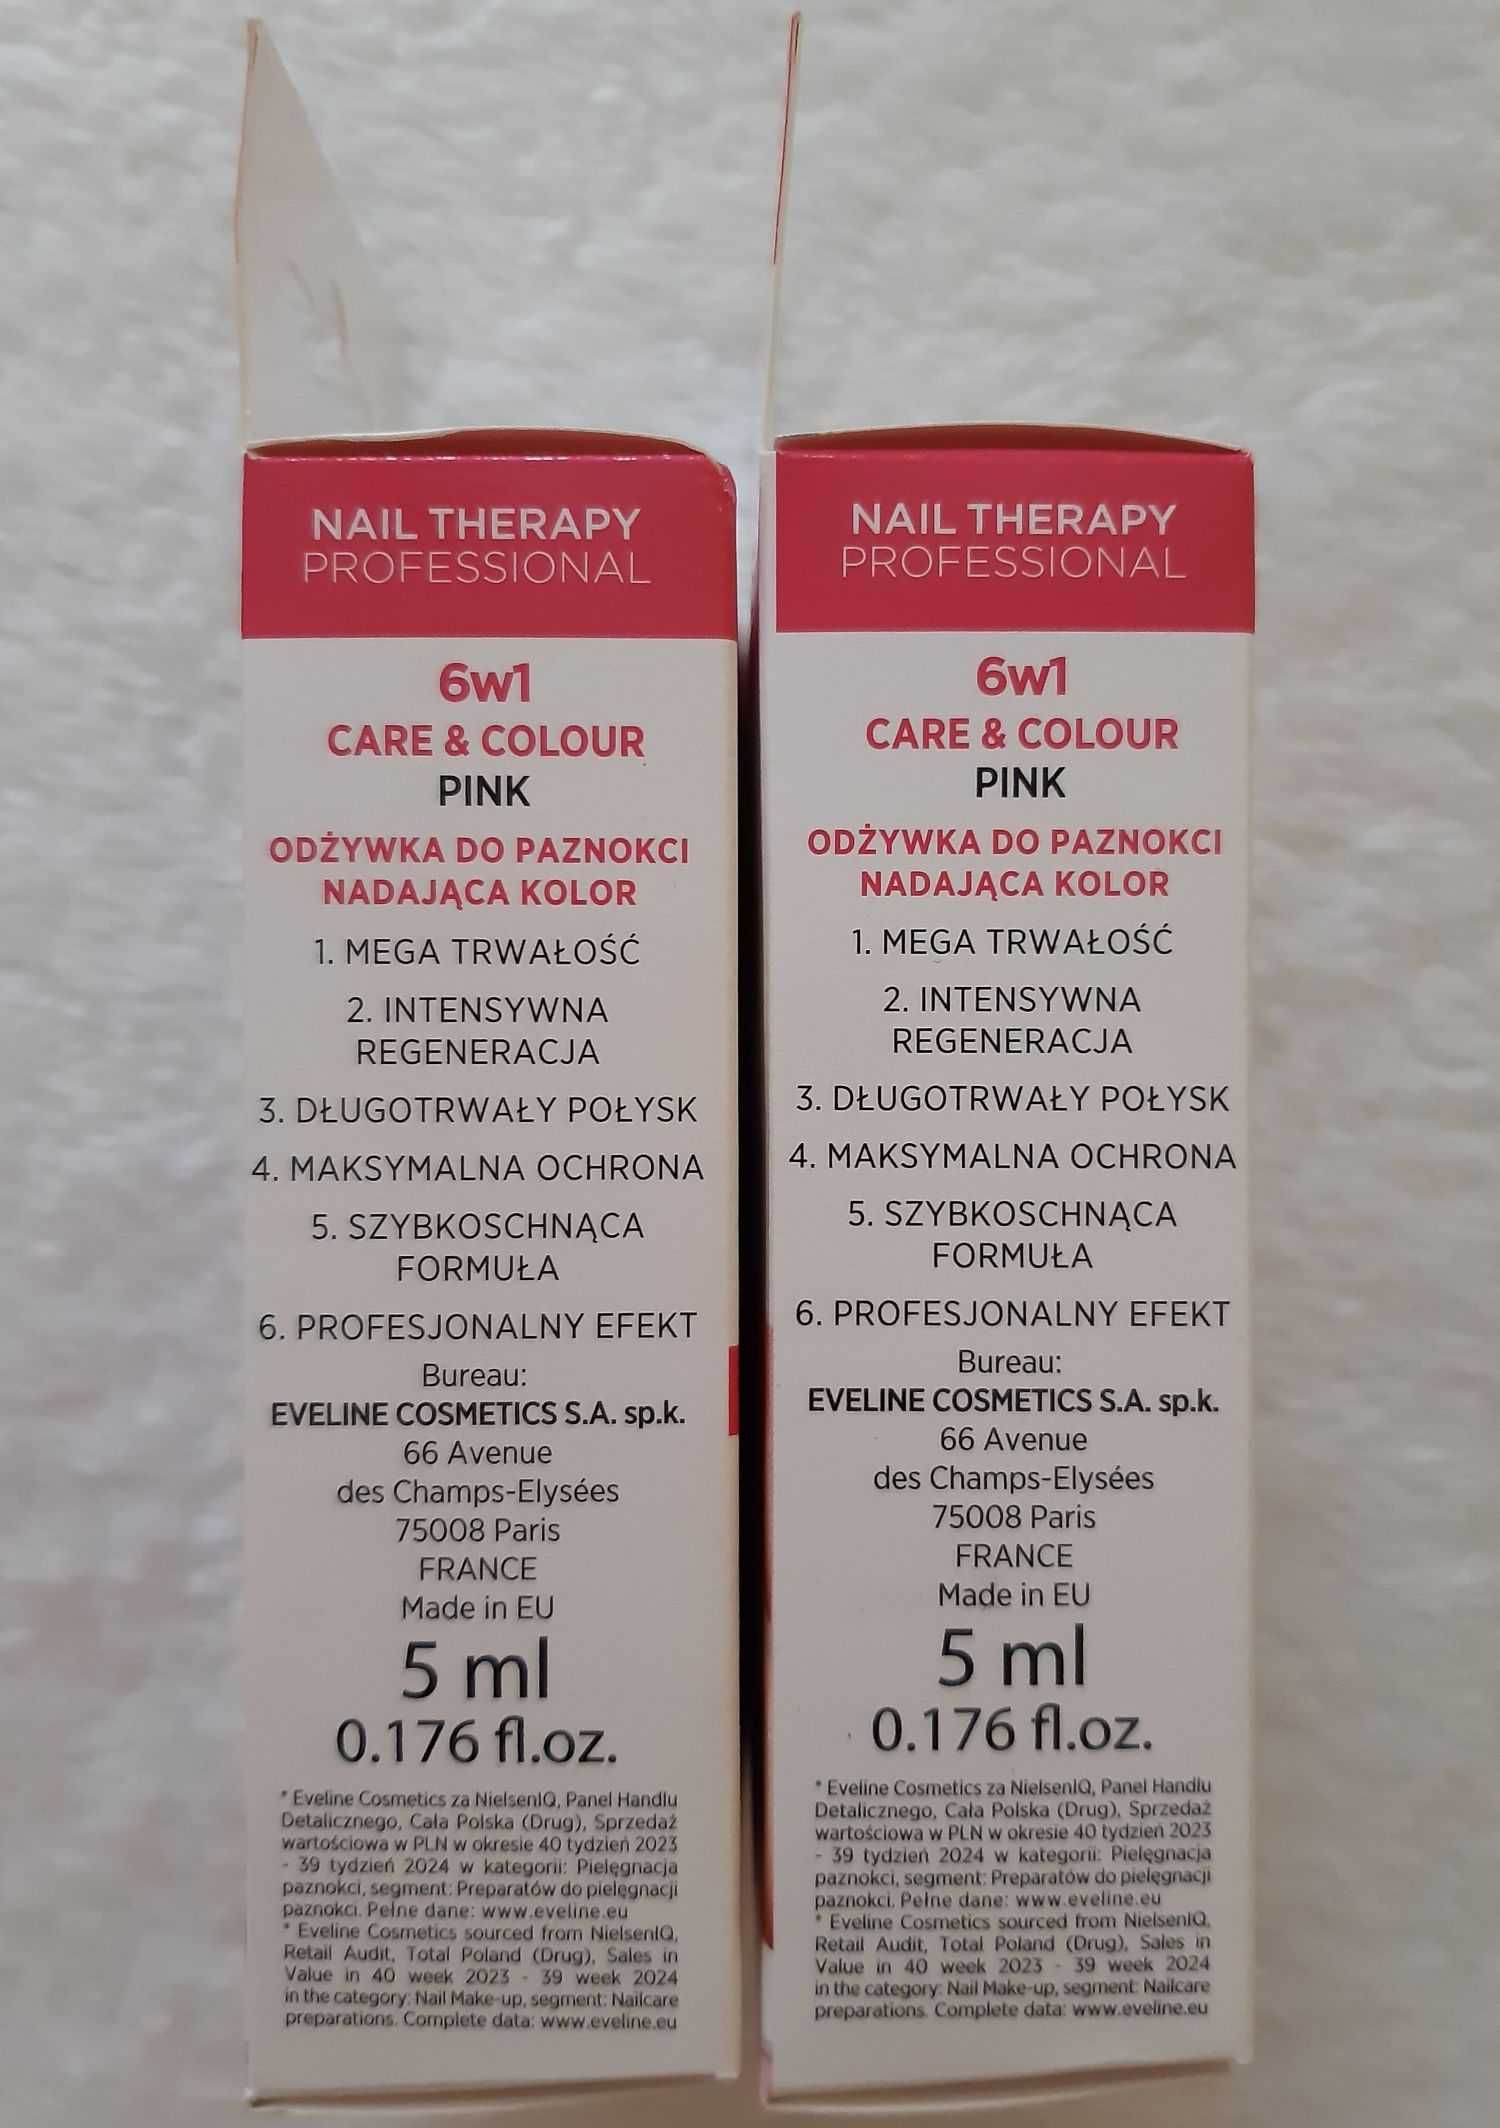 NAIL THERAPY
PROFESSIONAL
6w1
CARE & COLOUR
PINK
ODŻYWKA DO PAZNOKCI
NADAJĄCA KOLOR
1. MEGA TRWAŁOŚĆ
2. INTENSYWNA
REGENERACJA
3. DŁUGOTRWAŁY POŁYSK
4. MAKSYMALNA OCHRONA
5. SZYBKOSCHNĄCA
FORMUŁA
6. PROFESJONALNY EFEKT
Bureau:
EVELINE COSMETICS S.A. sp.k.
66 Avenue
des Champs-Elysées
75008 Paris
FRANCE
Made in EU
5 ml
0.176 fl.oz.
* Eveline Cosmetics za NielsenIQ, Panel Handlu
Detalicznego, Cała Polska (Drug), Sprzedaż
wartościowa w PLN w okresie 40 tydzień 2023
- 39 tydzień 2024 w kategorii: Pielęgnacja
paznokci, segment: Preparatów do pielęgnacji
paznokci. Pełne dane: www.eveline.eu
* Eveline Cosmetics sourced from NielsenIQ,
Retail Audit, Total Poland (Drug), Sales in
Value in 40 week 2023 - 39 week 2024
in the category: Nail Make-up, segment: Nailcare
preparations. Complete data: www.eveline.eu
NAIL THERAPY
PROFESSIONAL
6w1
CARE & COLOUR
PINK
ODŻYWKA DO PAZNOKCI
NADAJĄCA KOLOR
1. MEGA TRWAŁOŚĆ
2. INTENSYWNA
REGENERACJA
3. DŁUGOTRWAŁY POŁYSK
4. MAKSYMALNA OCHRONA
5. SZYBKOSCHNĄCA
FORMUŁA
6. PROFESJONALNY EFEKT
Bureau:
EVELINE COSMETICS S.A. sp.k.
66 Avenue
des Champs-Elysées
75008 Paris
FRANCE
Made in EU
5 ml
0.176 fl.oz.
* Eveline Cosmetics za NielsenIQ, Panel Handlu
Detalicznego, Cała Polska (Drug), Sprzedaż
wartościowa w PLN w okresie 40 tydzień 2023
- 39 tydzień 2024 w kategorii: Pielęgnacja
paznokci, segment: Preparatów do pielęgnacji
paznokci. Pełne dane: www.eveline.eu
* Eveline Cosmetics sourced from NielsenIQ,
Retail Audit, Total Poland (Drug), Sales in
Value in 40 week 2023 - 39 week 2024
in the category: Nail Make-up, segment: Nailcare
preparations. Complete data: www.eveline.eu